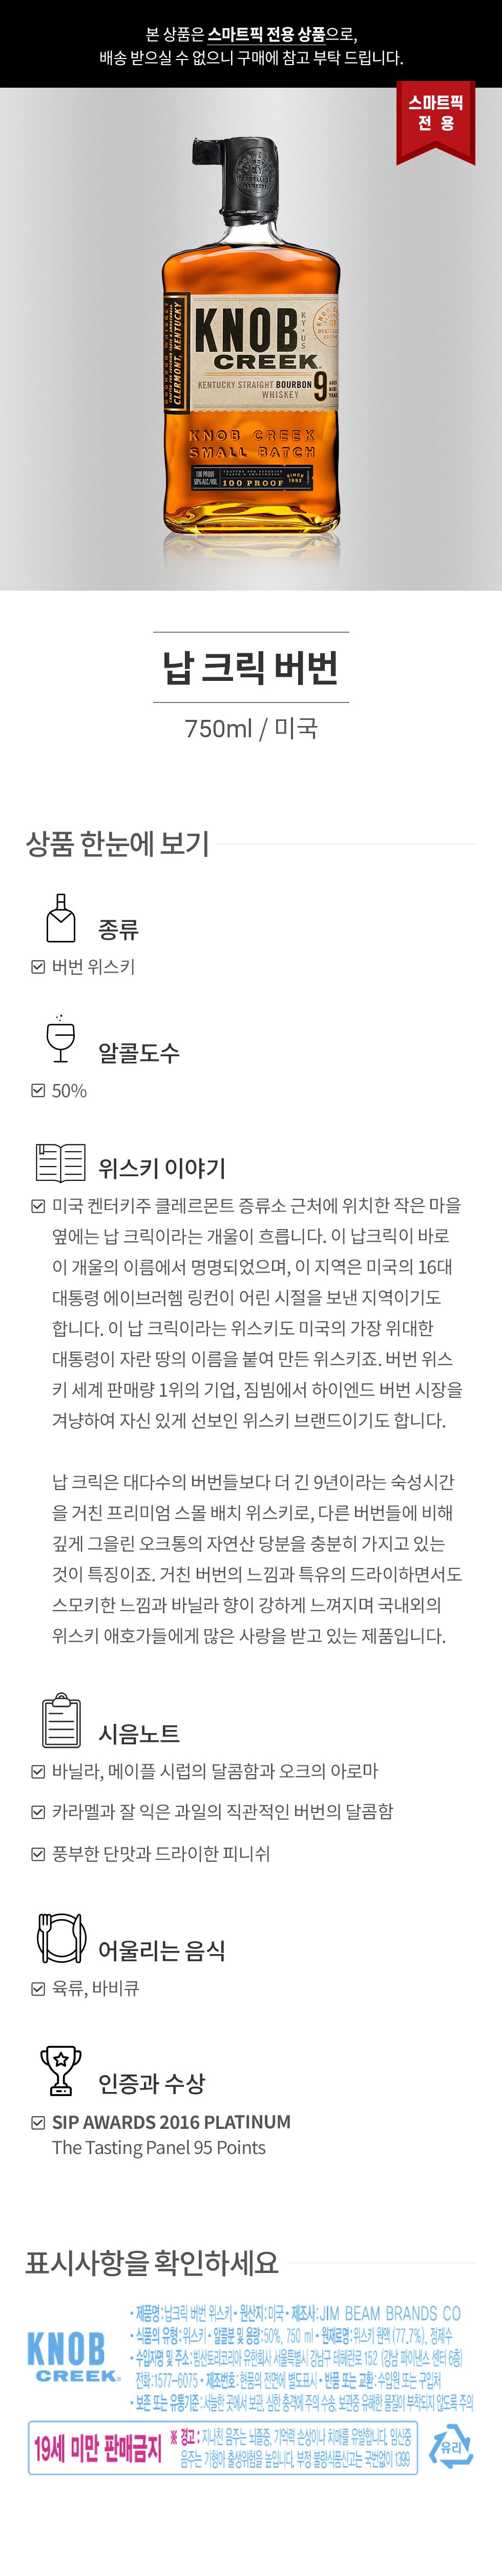 본 상품은 스마트픽 전용 상품으로,
배송 받으실 수 없으니 구매에 참고 부탁 드립니다.
스마트픽
전 용
CLERMONT, KENTUCKY
KNOB
CREEK
KY·US
KENTUCKY STRAIGHT BOURBON
WHISKEY
9
KNOB CREEK
SMALL BATCH
100 PROOF
50% ALC./VOL.
100 PROOF
SINCE
1992
납 크릭 버번
750ml / 미국
상품 한눈에 보기
종류
버번 위스키
알콜도수
50%
위스키 이야기
미국 켄터키주 클레르몬트 증류소 근처에 위치한 작은 마을
옆에는 납 크릭이라는 개울이 흐릅니다. 이 납크릭이 바로
이 개울의 이름에서 명명되었으며, 이 지역은 미국의 16대
대통령 에이브러헴 링컨이 어린 시절을 보낸 지역이기도
합니다. 이 납 크릭이라는 위스키도 미국의 가장 위대한
대통령이 자란 땅의 이름을 붙여 만든 위스키죠. 버번 위스
키 세계 판매량 1위의 기업, 짐빔에서 하이엔드 버번 시장을
겨냥하여 자신 있게 선보인 위스키 브랜드이기도 합니다.
납 크릭은 대다수의 버번들보다 더 긴 9년이라는 숙성시간
을 거친 프리미엄 스몰 배치 위스키로, 다른 버번들에 비해
깊게 그을린 오크통의 자연산 당분을 충분히 가지고 있는
것이 특징이죠. 거친 버번의 느낌과 특유의 드라이하면서도
스모키한 느낌과 바닐라 향이 강하게 느껴지며 국내외의
위스키 애호가들에게 많은 사랑을 받고 있는 제품입니다.
시음노트
바닐라, 메이플 시럽의 달콤함과 오크의 아로마
카라멜과 잘 익은 과일의 직관적인 버번의 달콤함
풍부한 단맛과 드라이한 피니쉬
어울리는 음식
육류, 바비큐
인증과 수상
SIP AWARDS 2016 PLATINUM
The Tasting Panel 95 Points
표시사항을 확인하세요
KNOB
CREEK
• 제품명:납크릭 버번 위스키 • 원산지:미국 • 제조사:JIM BEAM BRANDS CO
• 식품의 유형:위스키 • 알콜분 및 용량:50%, 750 ml • 원재료명:위스키 원액 (77.7%), 정제수
• 수입자명 및 주소:빔산토리코리아 유한회사 서울특별시 강남구 테헤란로 152 (강남 파이낸스 센터 6층)
전화:1577-6075 • 제조번호:현품의 전면에 별도표시 • 반품 또는 교환:수입원 또는 구입처
• 보존 또는 유통기준:서늘한 곳에서 보관, 심한 충격에 주의 수송, 보관중 유해한 물질이 부착되지 않도록 주의
19세 미만 판매금지
※ 경고 : 지나친 음주는 뇌졸중, 기억력 손상이나 치매를 유발합니다. 임신중
음주는 기형아 출생위험을 높입니다. 부정 불량식품신고는 국번없이 1399
유리